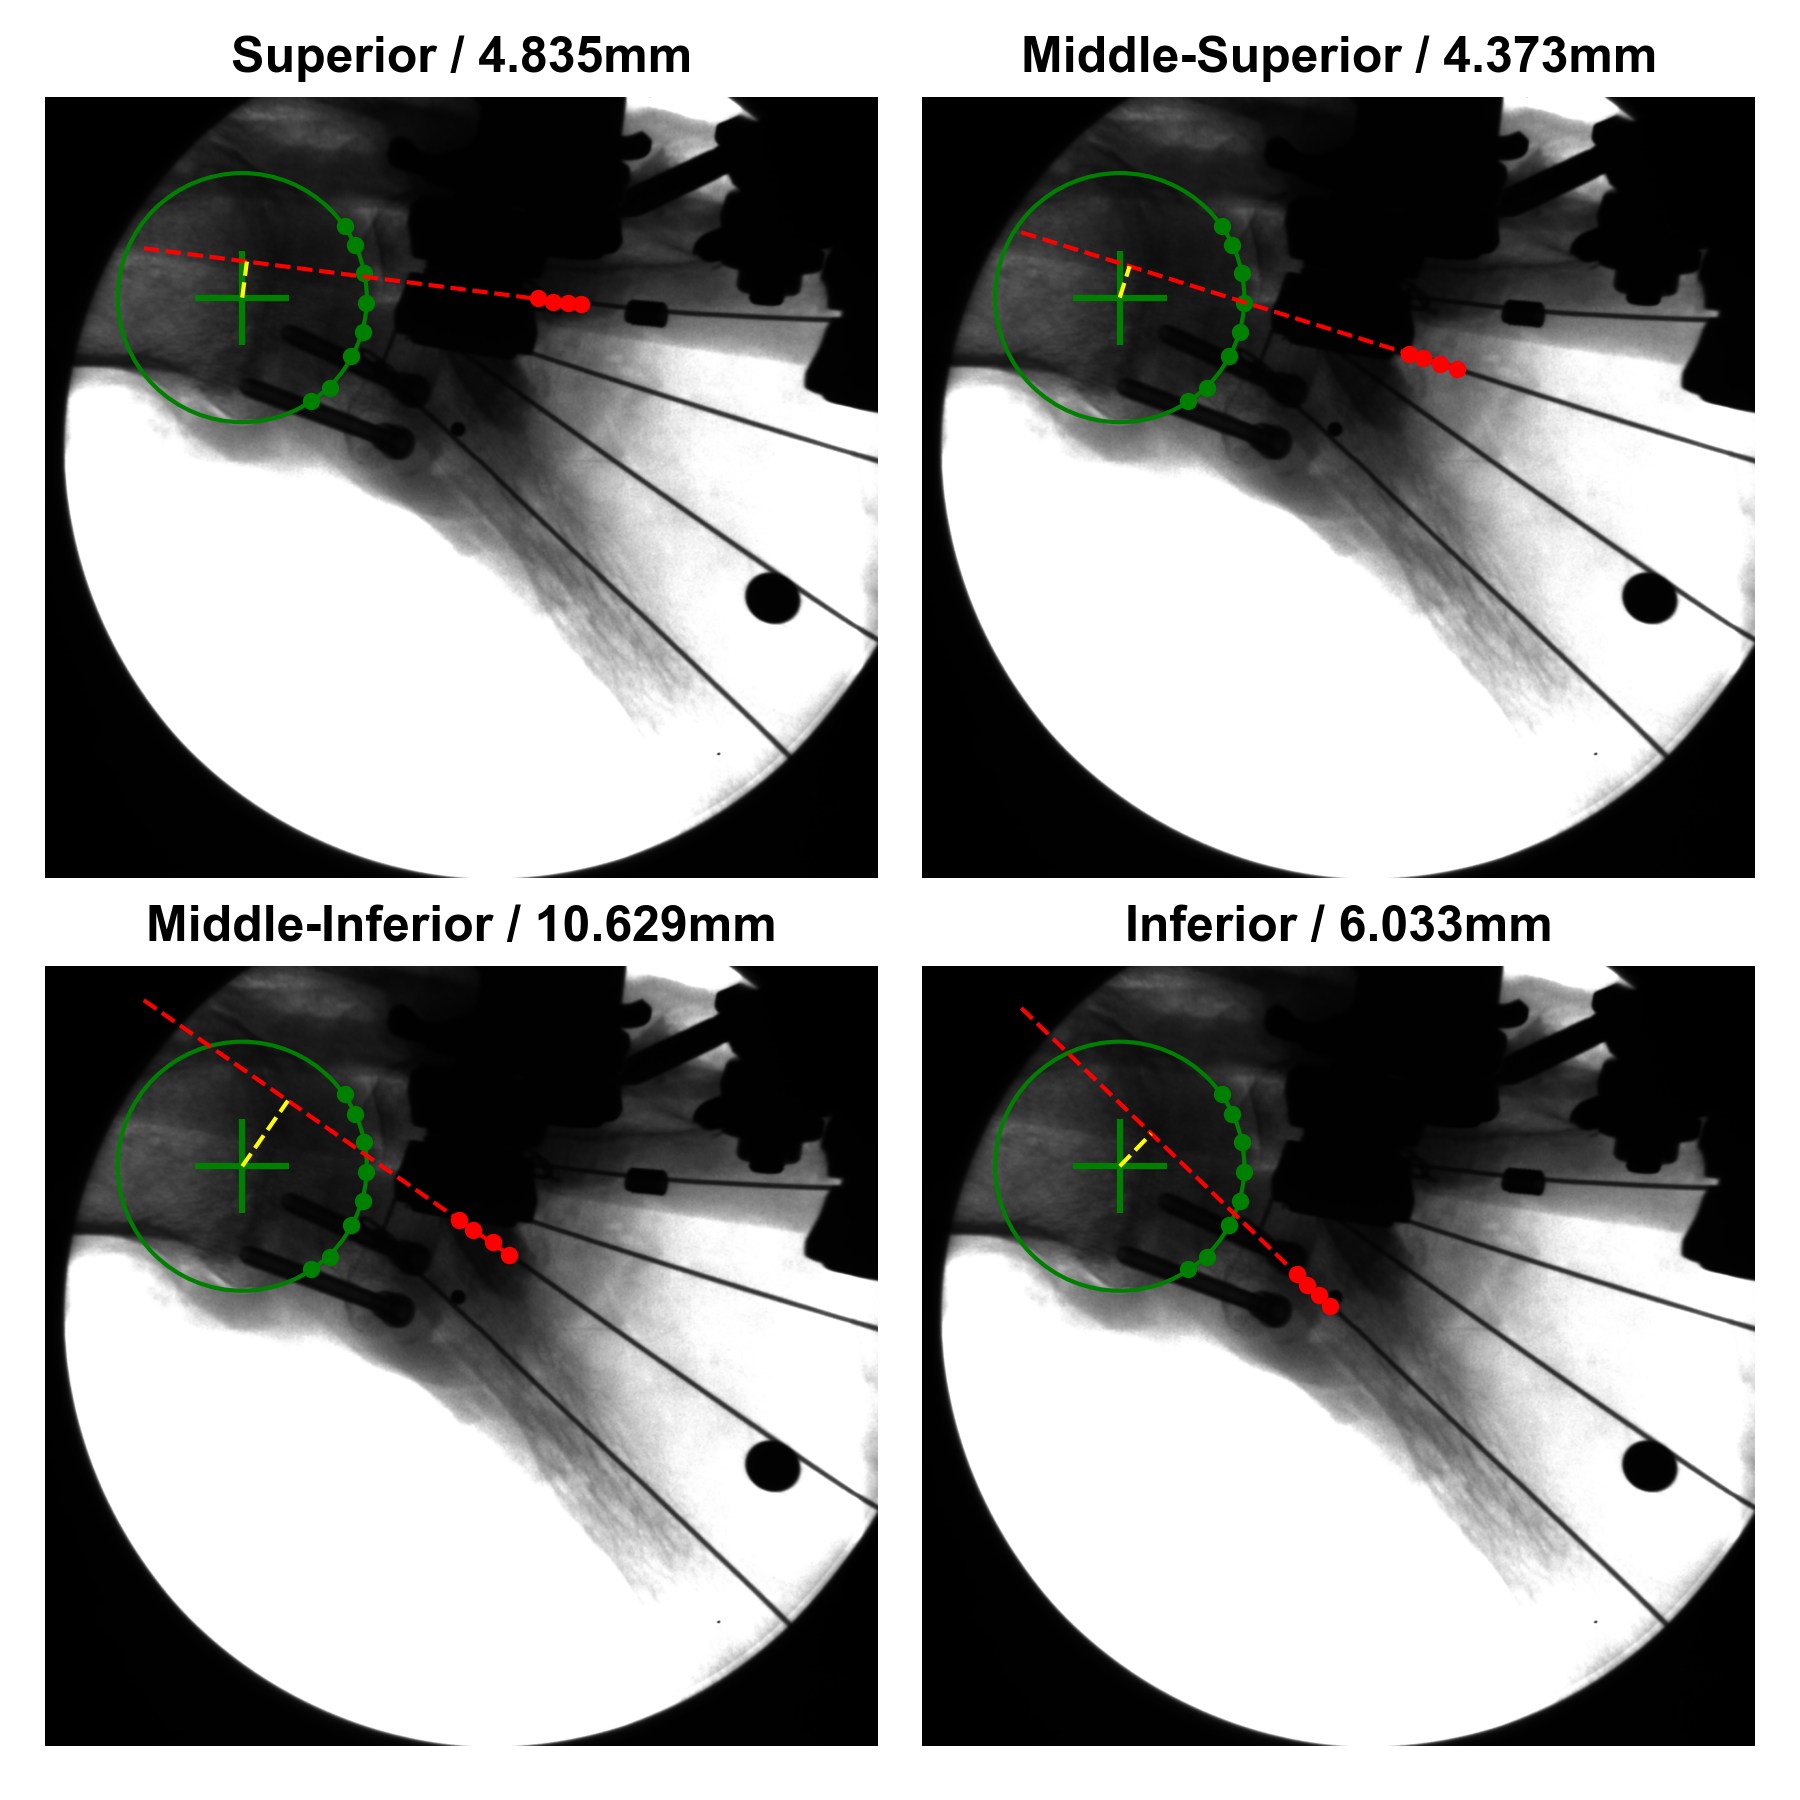 Superior / 4.835mm
Middle-Superior / 4.373mm
Middle-Inferior / 10.629mm
Inferior / 6.033mm